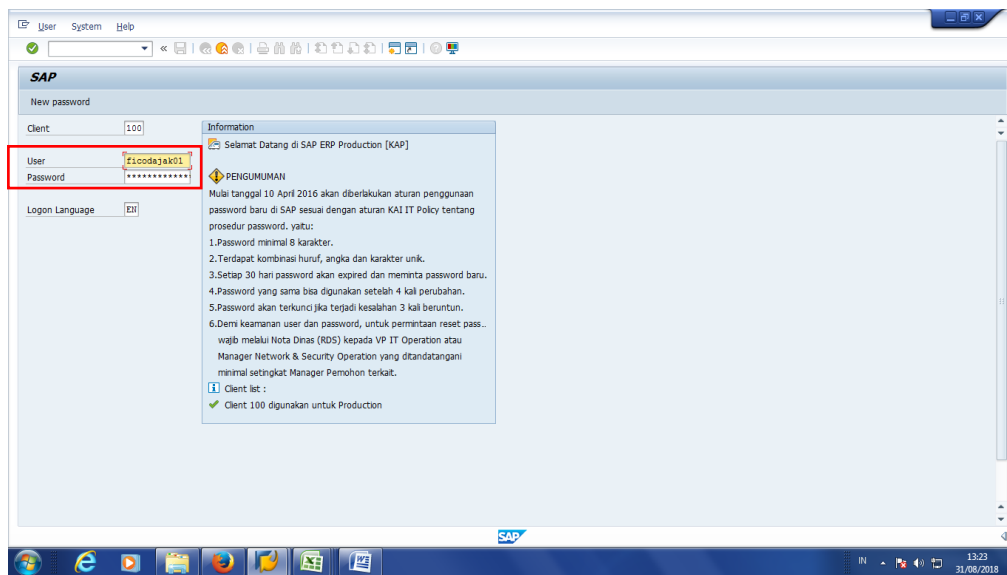 User System Help
SAP
New password
Client 100
User ficodajak01
Password ************
Logon Language EN
Information
Selamat Datang di SAP ERP Production [KAP]
PENGUMUMAN
Mulai tanggal 10 April 2016 akan diberlakukan aturan penggunaan
password baru di SAP sesuai dengan aturan KAI IT Policy tentang
prosedur password. yaitu:
1.Password minimal 8 karakter.
2.Terdapat kombinasi huruf, angka dan karakter unik.
3.Setiap 30 hari password akan expired dan meminta password baru.
4.Password yang sama bisa digunakan setelah 4 kali perubahan.
5.Password akan terkunci jika terjadi kesalahan 3 kali beruntun.
6.Demi keamanan user dan password, untuk permintaan reset pass..
wajib melalui Nota Dinas (RDS) kepada VP IT Operation atau
Manager Network & Security Operation yang ditandatangani
minimal setingkat Manager Pemohon terkait.
Client list :
Client 100 digunakan untuk Production
SAP
IN
13:23
31/08/2018